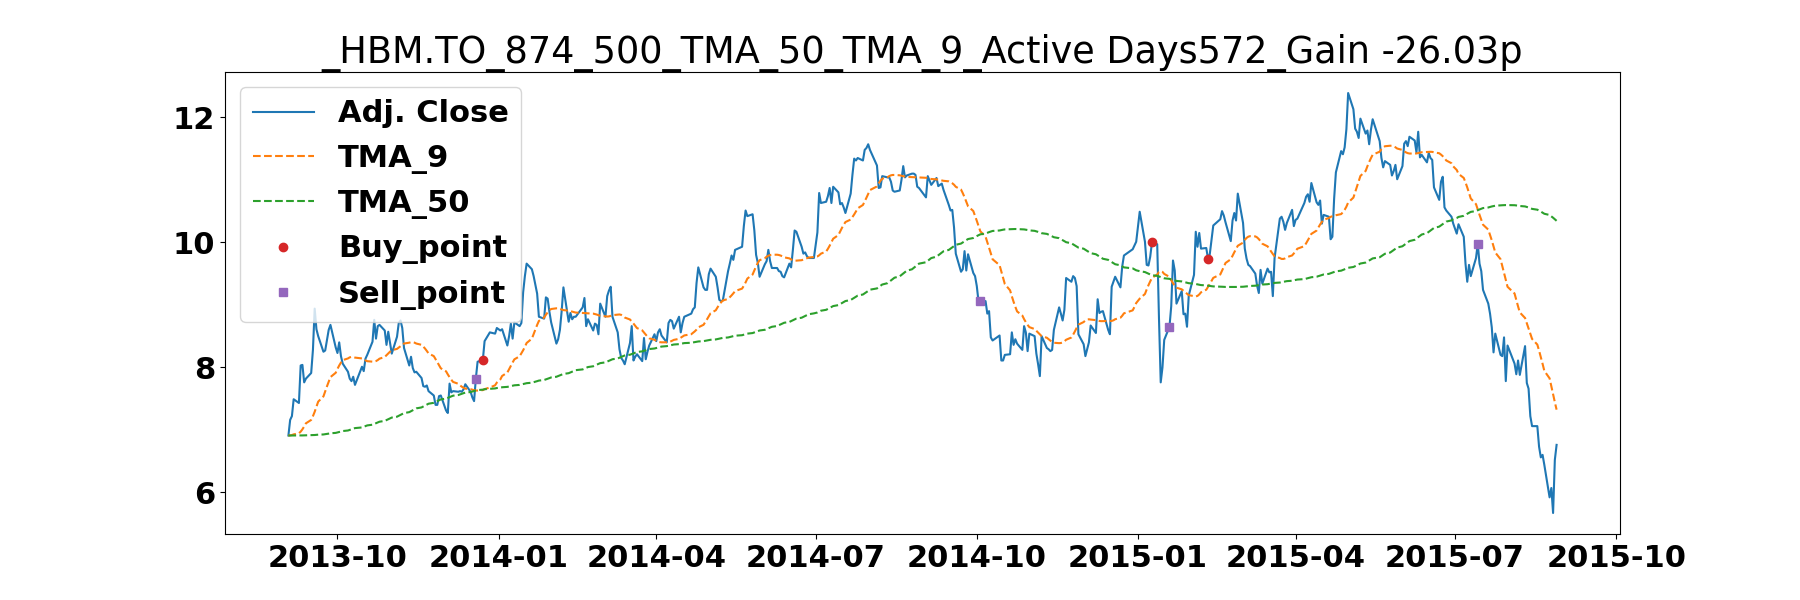 _HBM.TO_874_500_TMA_50_TMA_9_Active Days572_Gain -26.03p
Adj. Close
TMA_9
TMA_50
Buy_point
Sell_point
12
10
8
6
2013-10 2014-01 2014-04 2014-07 2014-10 2015-01 2015-04 2015-07 2015-10